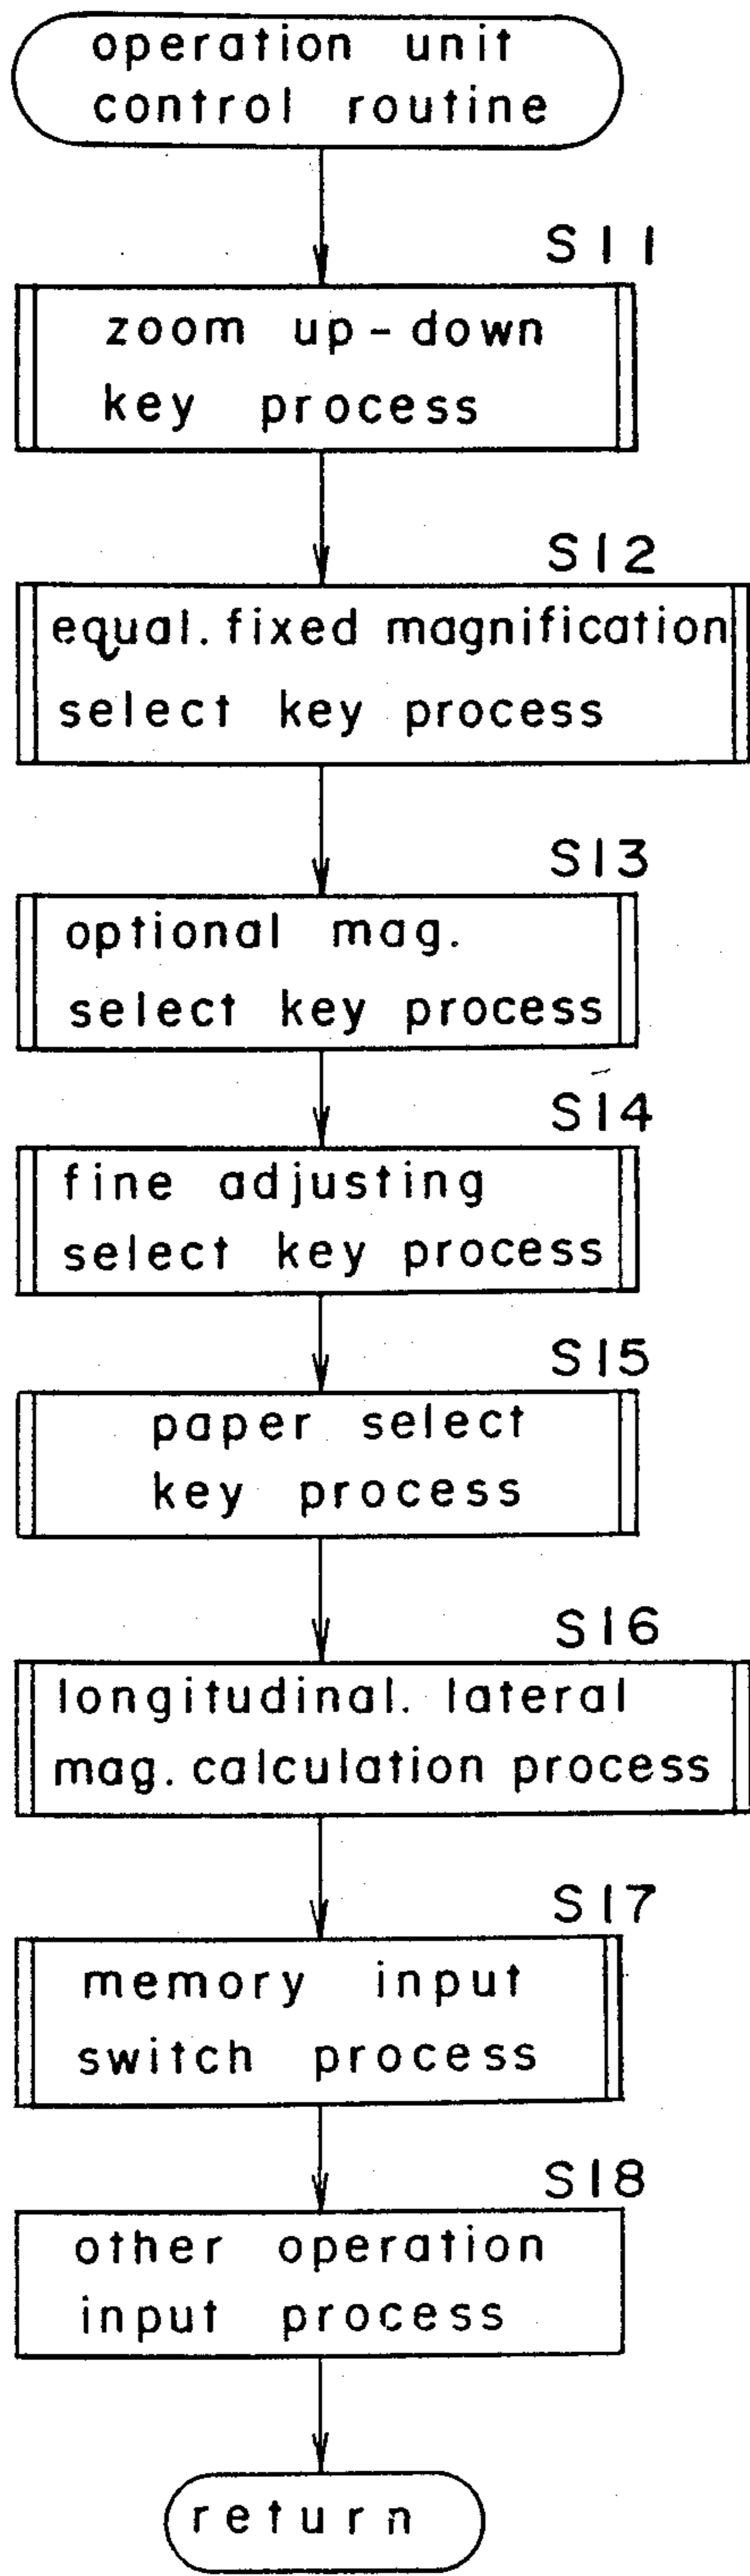 operation unit
control routine
S11
zoom up-down
key process
S12
equal. fixed magnification
select key process
S13
optional mag.
select key process
S14
fine adjusting
select key process
S15
paper select
key process
S16
longitudinal. lateral
mag. calculation process
S17
memory input
switch process
S18
other operation
input process
return